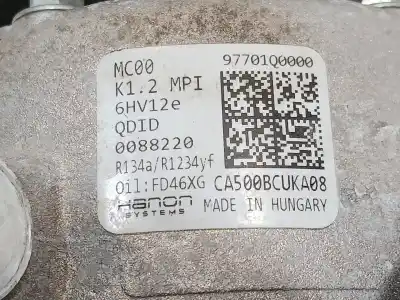 MC00 97701Q0000
K1.2 MPI
6HV12e
QDID
0088220
R134a/R1234yf
Oil:FD46XG CA500BCUKA08
Hanon SYSTEMS MADE IN HUNGARY